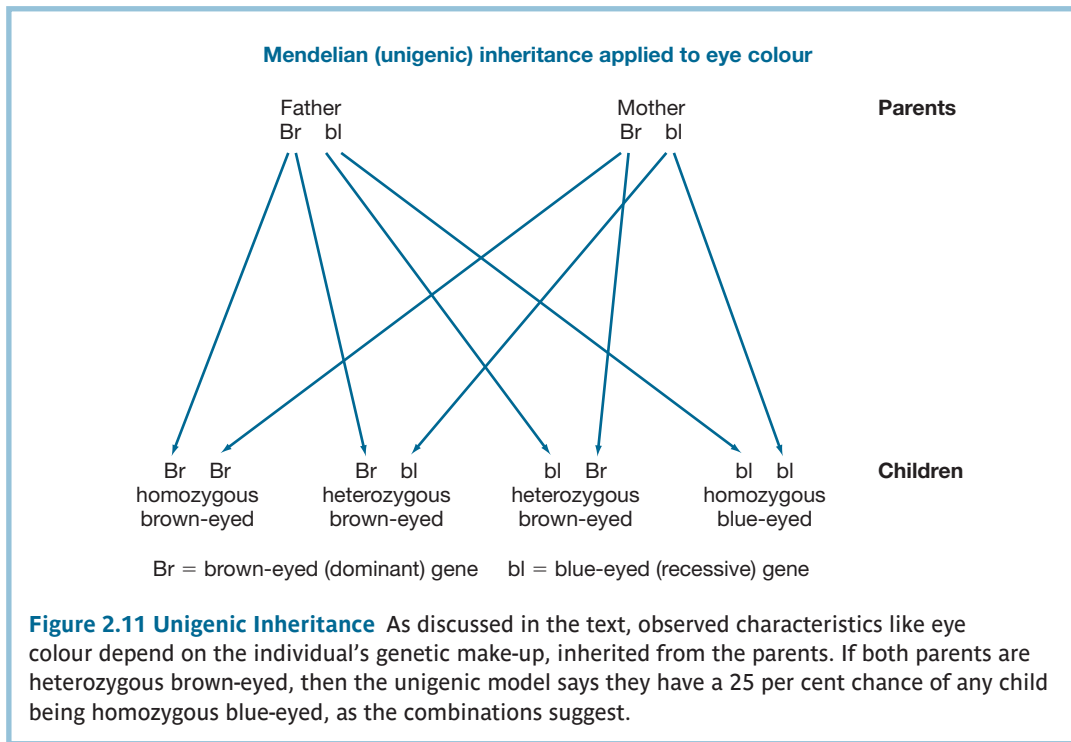 Mendelian (unigenic) inheritance applied to eye colour
Father Mother Parents
Br bl Br bl
Br Br Br bl bl Br bl bl Children
homozygous heterozygous heterozygous homozygous
brown-eyed brown-eyed brown-eyed blue-eyed
Br = brown-eyed (dominant) gene bl = blue-eyed (recessive) gene
Figure 2.11 Unigenic Inheritance As discussed in the text, observed characteristics like eye
colour depend on the individual's genetic make-up, inherited from the parents. If both parents are
heterozygous brown-eyed, then the unigenic model says they have a 25 per cent chance of any child
being homozygous blue-eyed, as the combinations suggest.